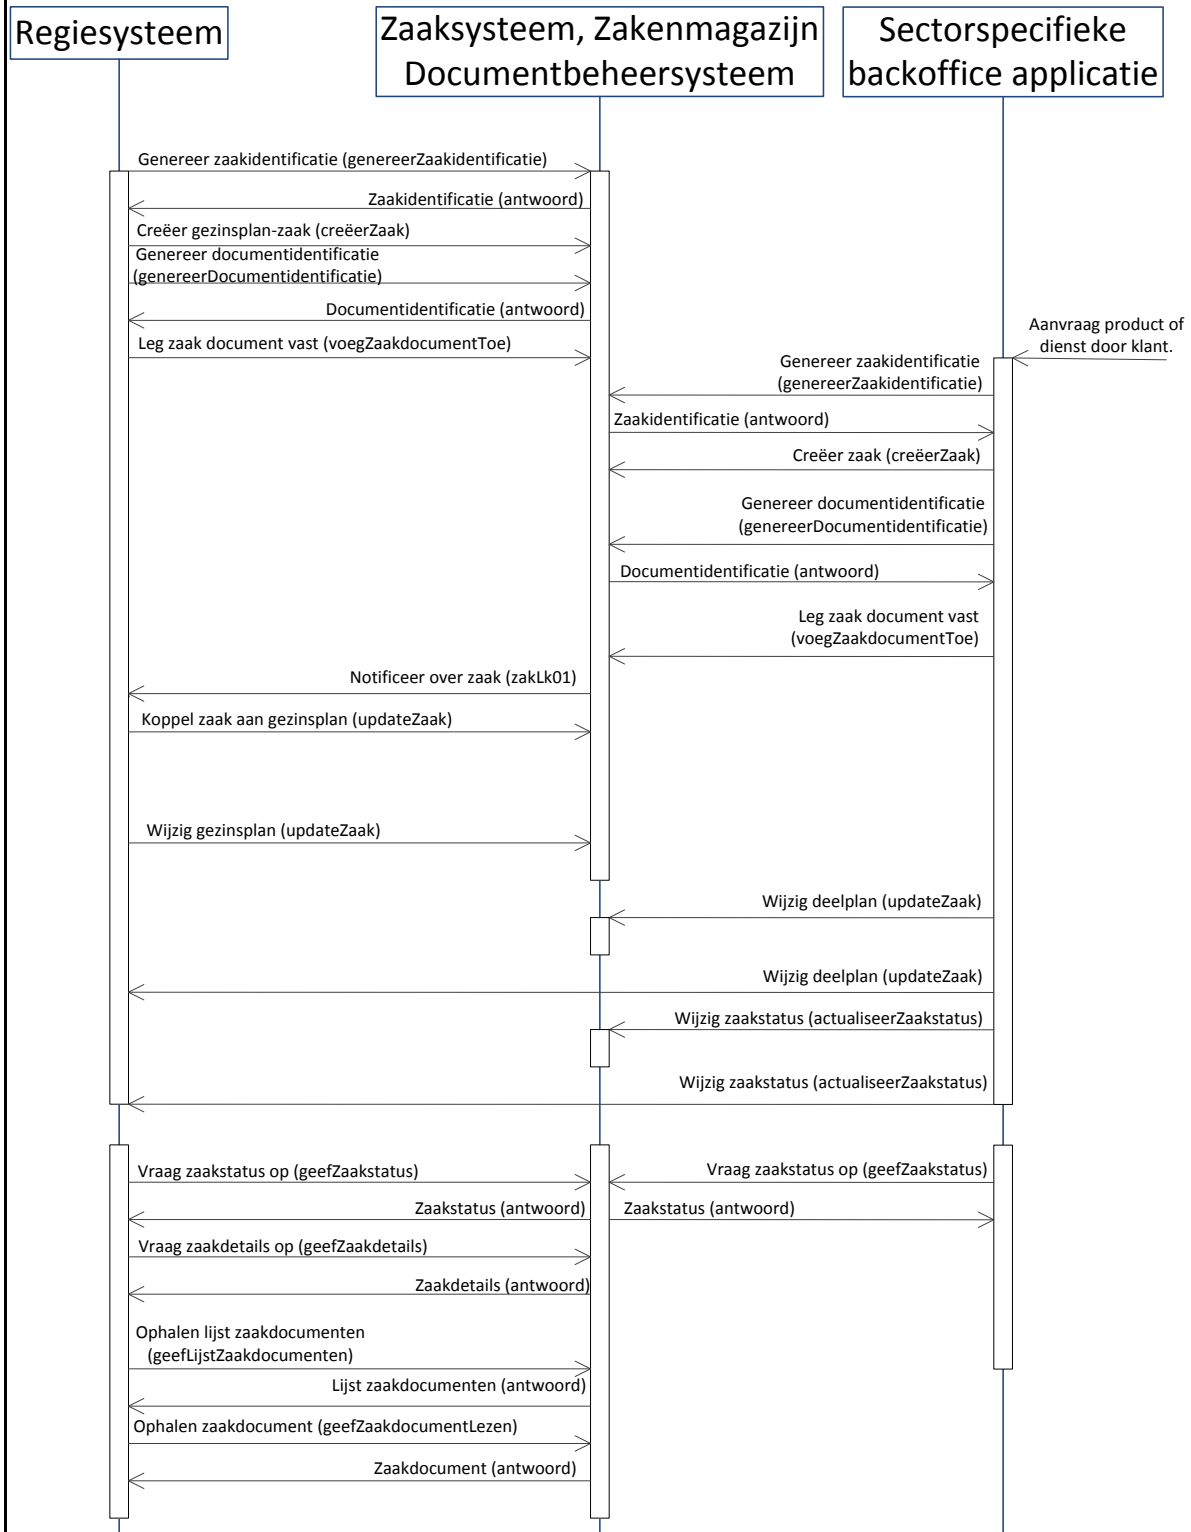 Regiesysteem
Zaaksysteem, Zakenmagazijn
Documentbeheersysteem
Sectorspecifieke
backoffice applicatie
Genereer zaakidentificatie (genereerZaakidentificatie)
Zaakidentificatie (antwoord)
Creëer gezinsplan-zaak (creëerZaak)
Genereer documentidentificatie
(genereerDocumentidentificatie)
Documentidentificatie (antwoord)
Leg zaak document vast (voegZaakdocumentToe)
Aanvraag product of
dienst door klant.
Genereer zaakidentificatie
(genereerZaakidentificatie)
Zaakidentificatie (antwoord)
Creëer zaak (creëerZaak)
Genereer documentidentificatie
(genereerDocumentidentificatie)
Documentidentificatie (antwoord)
Leg zaak document vast
(voegZaakdocumentToe)
Notificeer over zaak (zakLk01)
Koppel zaak aan gezinsplan (updateZaak)
Wijzig gezinsplan (updateZaak)
Wijzig deelplan (updateZaak)
Wijzig deelplan (updateZaak)
Wijzig zaakstatus (actualiseerZaakstatus)
Wijzig zaakstatus (actualiseerZaakstatus)
Vraag zaakstatus op (geefZaakstatus)
Vraag zaakstatus op (geefZaakstatus)
Zaakstatus (antwoord)
Zaakstatus (antwoord)
Vraag zaakdetails op (geefZaakdetails)
Zaakdetails (antwoord)
Ophalen lijst zaakdocumenten
(geefLijstZaakdocumenten)
Lijst zaakdocumenten (antwoord)
Ophalen zaakdocument (geefZaakdocumentLezen)
Zaakdocument (antwoord)